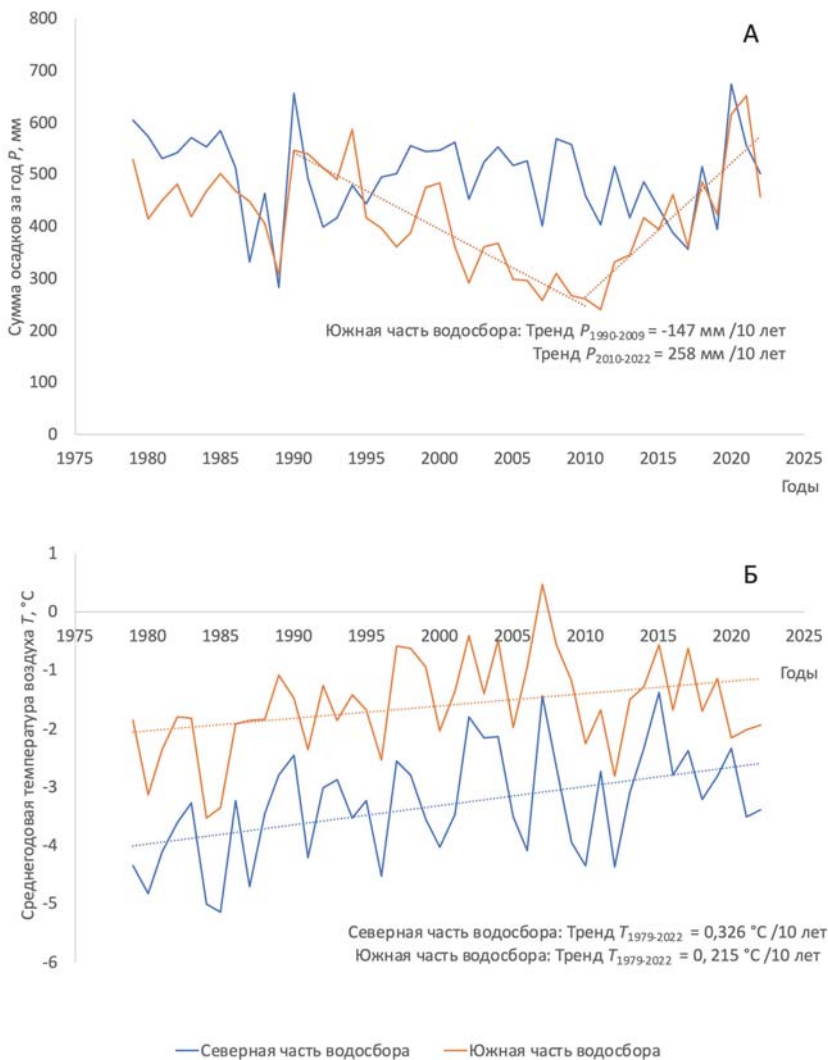 А
Сумма осадков за год P, мм
800
700
600
500
400
300
200
100
0
Южная часть водосбора: Тренд P1990-2009 = -147 мм /10 лет
Тренд P2010-2022 = 258 мм /10 лет
1975 1980 1985 1990 1995 2000 2005 2010 2015 2020 2025
Годы
Б
Среднегодовая температура воздуха T, °C
1
0
-1
-2
-3
-4
-5
-6
1975 1980 1985 1990 1995 2000 2005 2010 2015 2020 2025
Годы
Северная часть водосбора: Тренд T1979-2022 = 0,326 °C /10 лет
Южная часть водосбора: Тренд T1979-2022 = 0, 215 °C /10 лет
Северная часть водосбора Южная часть водосбора